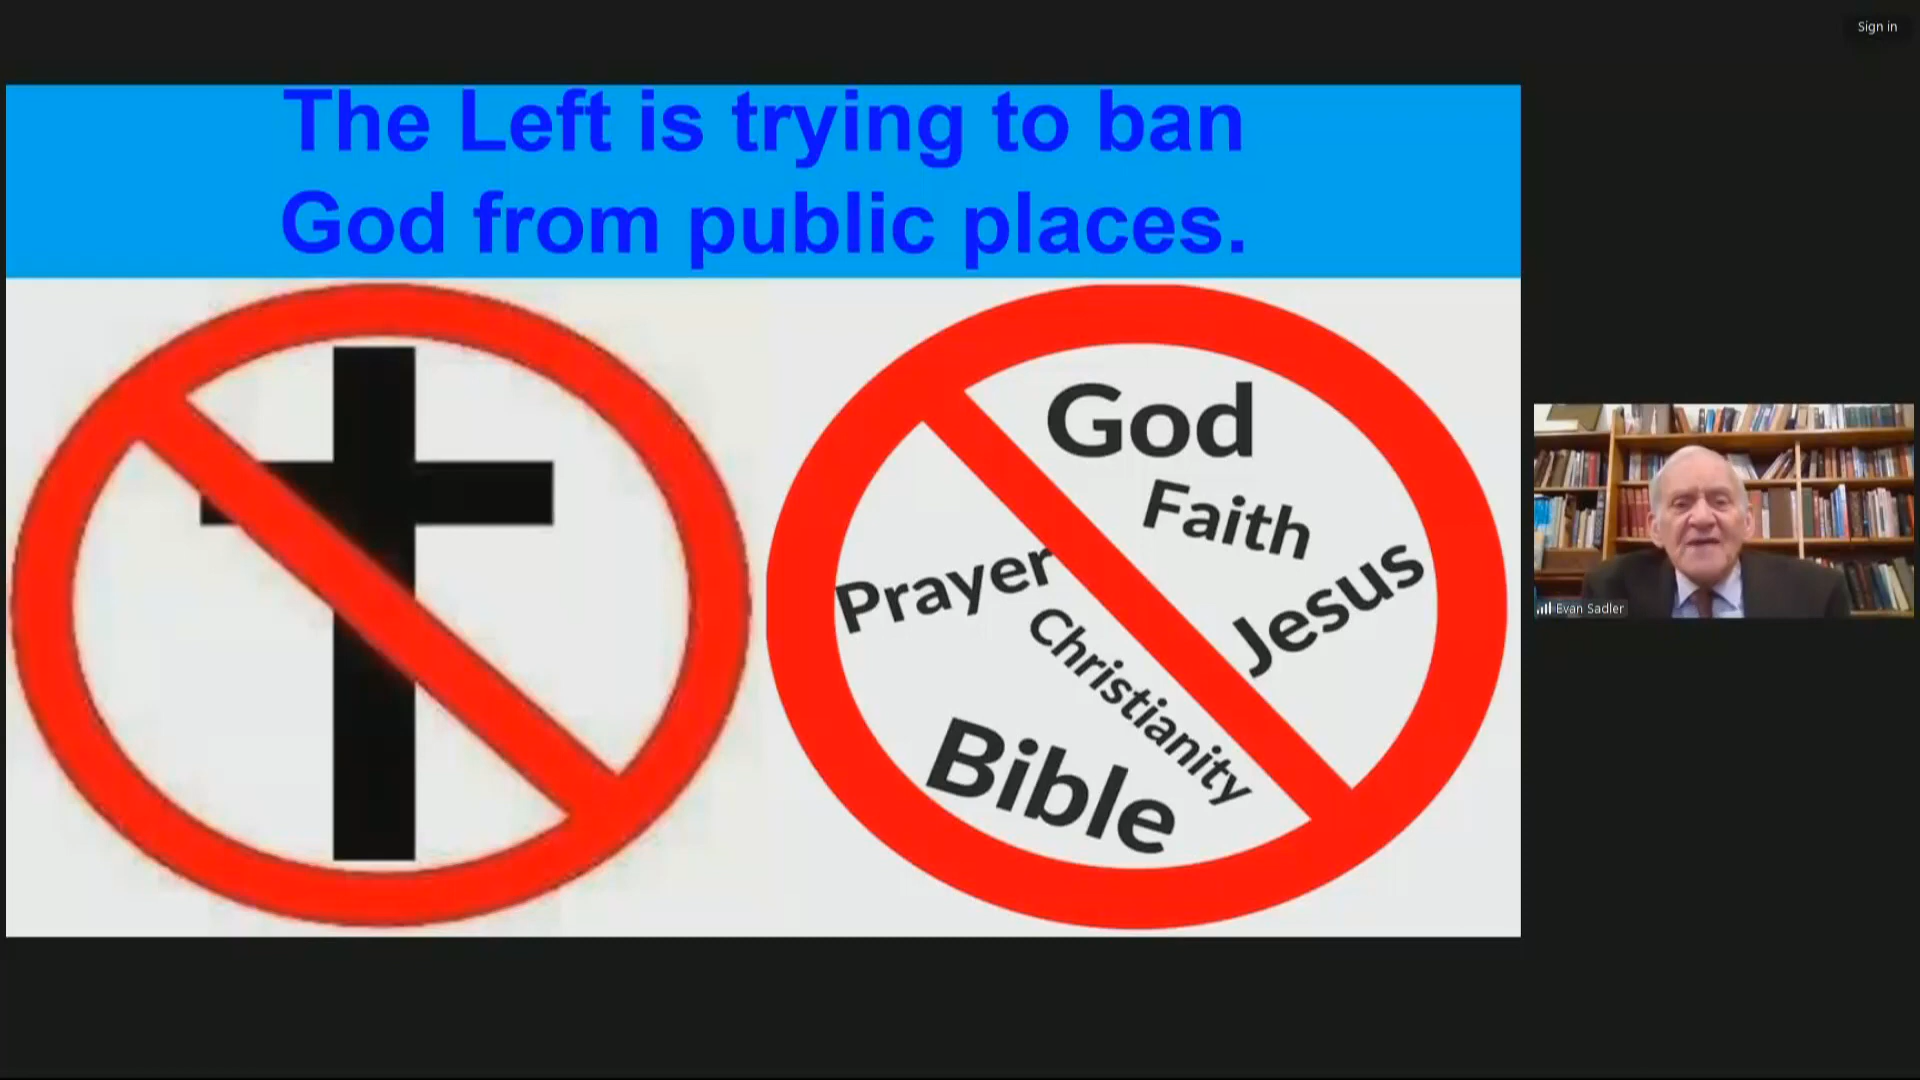 Sign in
The Left is trying to ban
God from public places.
God
Faith
Prayer
Jesus
Christianity
Bible
Evan Sadler